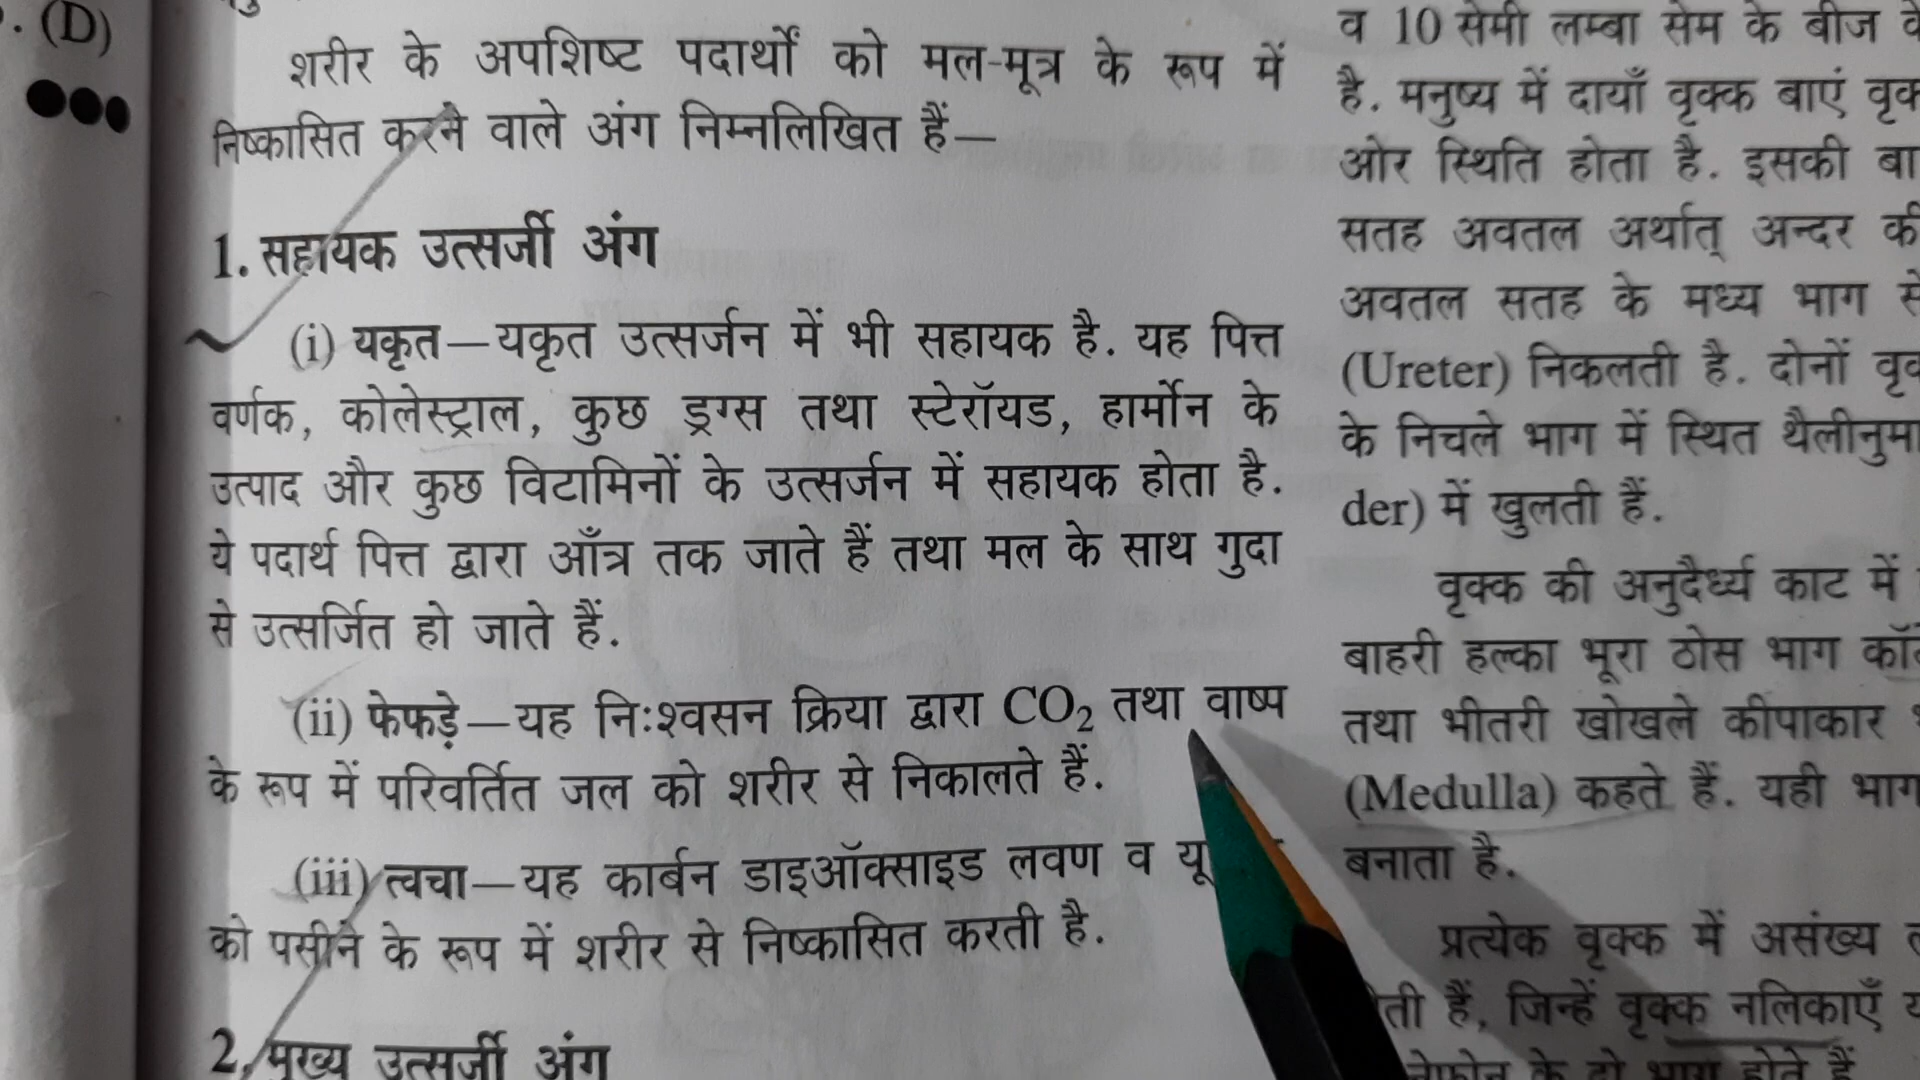 . (D)
शरीर के अपशिष्ट पदार्थों को मल-मूत्र के रूप में
निष्कासित करने वाले अंग निम्नलिखित हैं—
1. सहायक उत्सर्जी अंग
(i) यकृत—यकृत उत्सर्जन में भी सहायक है. यह पित्त
वर्णक, कोलेस्ट्राल, कुछ ड्रग्स तथा स्टेरॉयड, हार्मोन के
उत्पाद और कुछ विटामिनों के उत्सर्जन में सहायक होता है.
ये पदार्थ पित्त द्वारा आँत्र तक जाते हैं तथा मल के साथ गुदा
से उत्सर्जित हो जाते हैं.
(ii) फेफड़े—यह निःश्वसन क्रिया द्वारा CO₂ तथा वाष्प
के रूप में परिवर्तित जल को शरीर से निकालते हैं.
(iii) त्वचा—यह कार्बन डाइऑक्साइड लवण व
को पसीने के रूप में शरीर से निष्कासित करती है.
2. मुख्य उत्सर्जी अंग
व 10 सेमी लम्बा सेम के बीज
है. मनुष्य में दायाँ वृक्क बाएं
ओर स्थिति होता है. इसकी
सतह अवतल अर्थात् अन्दर की
अवतल सतह के मध्य भाग से
(Ureter) निकलती है. दोनों
के निचले भाग में स्थित थैलीनुमा
der) में खुलती हैं.
वृक्क की अनुदैर्ध्य काट में
बाहरी हल्का भूरा ठोस भाग
तथा भीतरी खोखले कीपाकार
(Medulla) कहते हैं. यही भाग
बनाता है.
प्रत्येक वृक्क में असंख्य
हैं, जिन्हें वृक्क नलिकाएँ
के दो भाग होते हैं